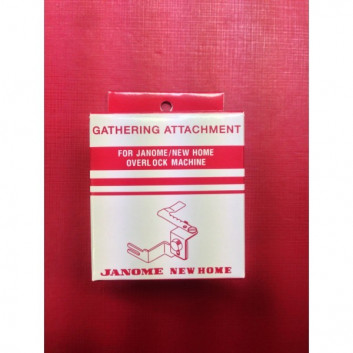 GATHERING ATTACHMENT
FOR JANOME/NEW HOME
OVERLOCK MACHINE
JANOME NEW HOME